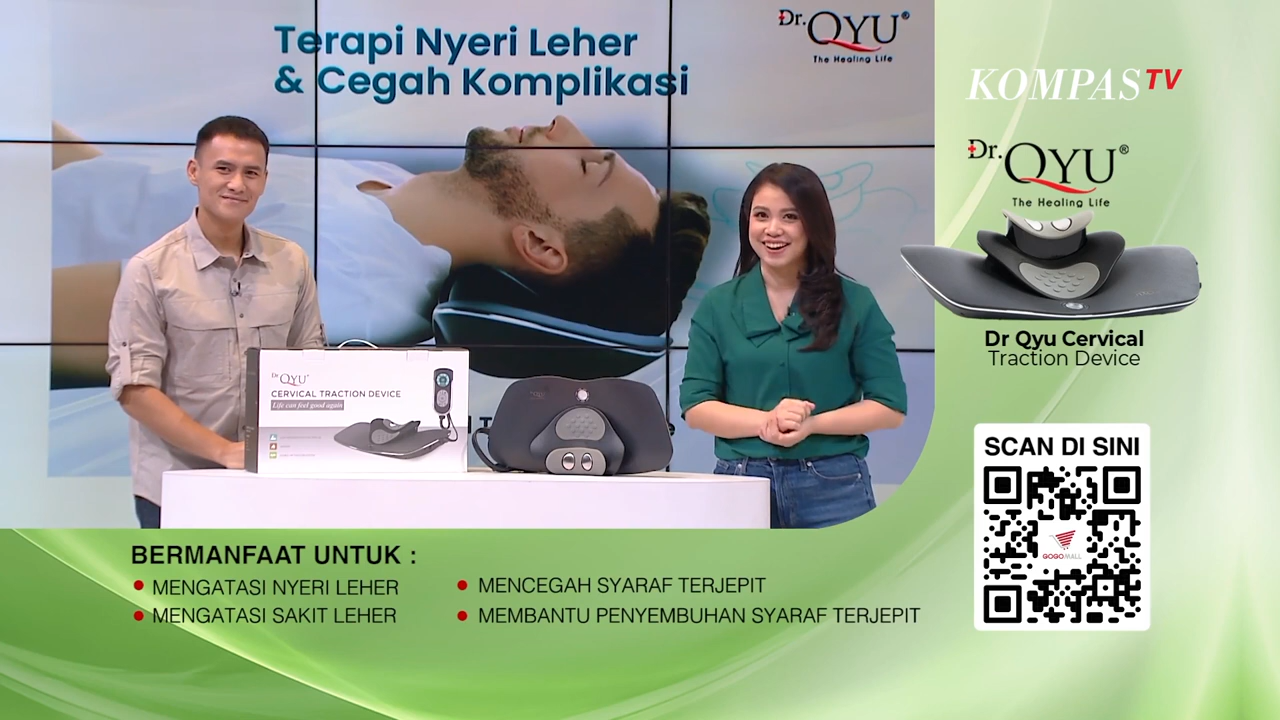 Terapi Nyeri Leher
& Cegah Komplikasi
Dr. QYU®
The Healing Life
KOMPAS TV
Dr. QYU®
The Healing Life
Dr Qyu Cervical
Traction Device
Dr QYU®
CERVICAL TRACTION DEVICE
Life can feel good again
SCAN DI SINI
GOGOMALL
BERMANFAAT UNTUK :
MENGATASI NYERI LEHER
MENGATASI SAKIT LEHER
MENCEGAH SYARAF TERJEPIT
MEMBANTU PENYEMBUHAN SYARAF TERJEPIT